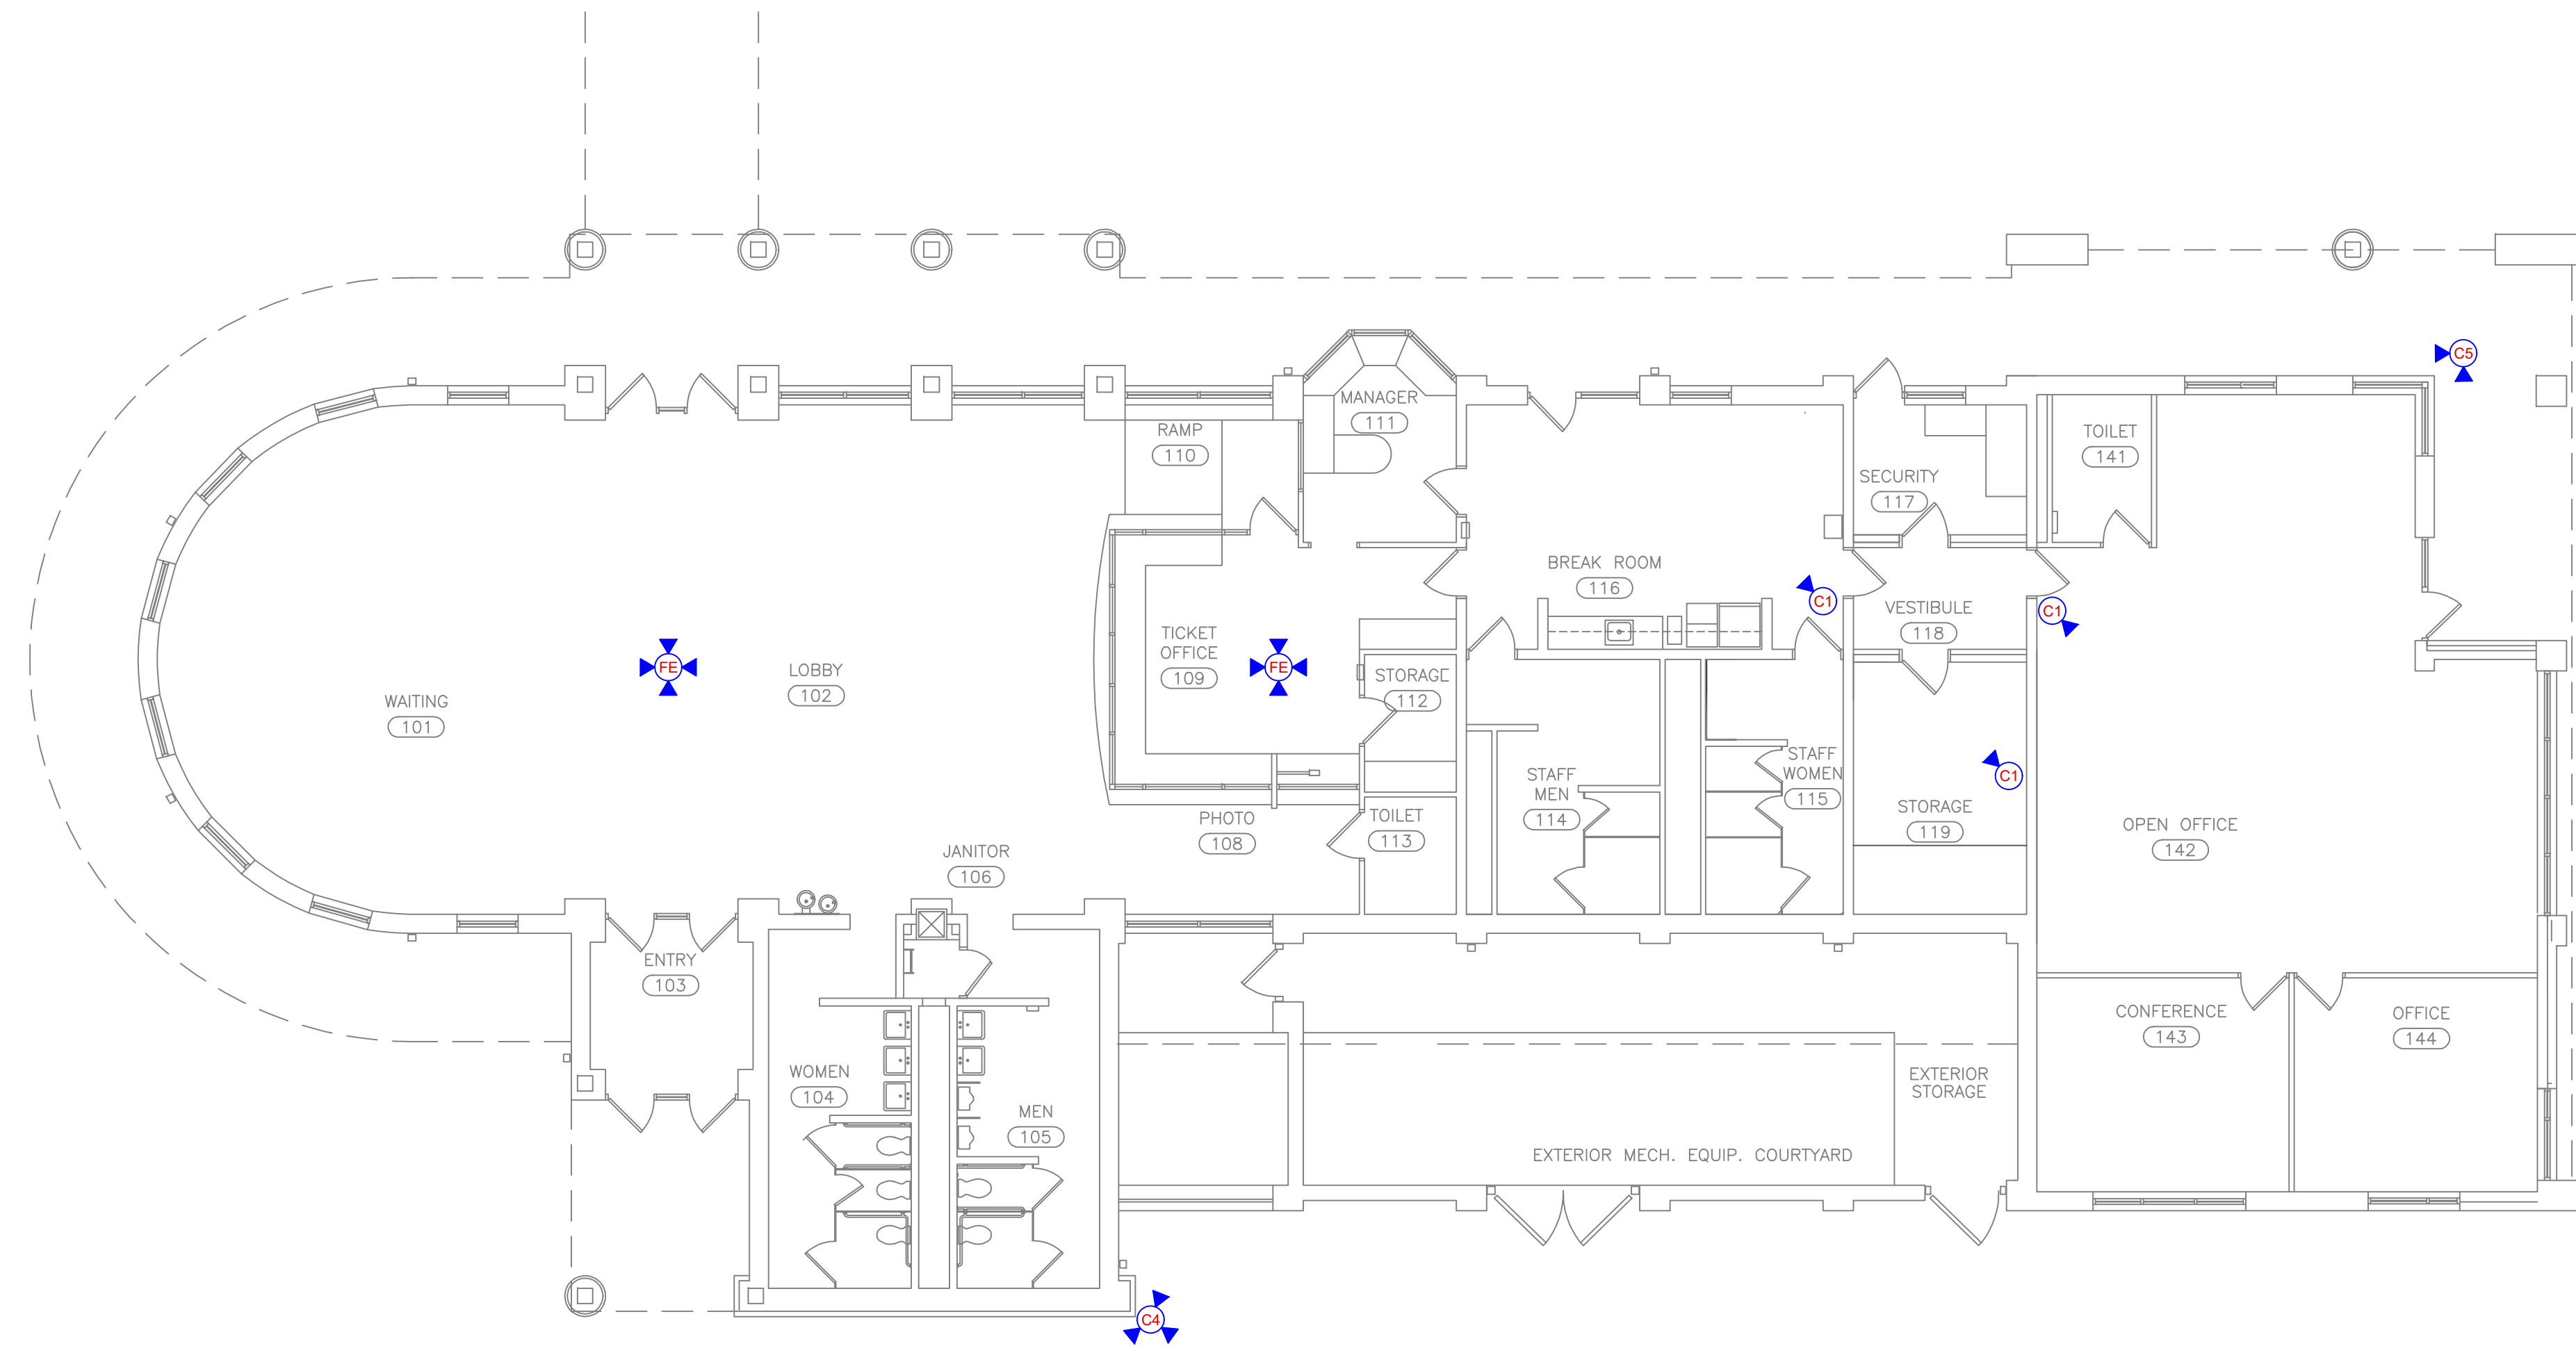 C5
MANAGER
111
RAMP
110
TOILET
141
SECURITY
117
BREAK ROOM
116
C1
VESTIBULE
118
C1
FE
LOBBY
102
TICKET
OFFICE
109
FE
STORAGE
112
WAITING
101
STAFF
MEN
114
STAFF
WOMEN
115
C1
STORAGE
119
PHOTO
108
TOILET
113
OPEN OFFICE
142
JANITOR
106
ENTRY
103
CONFERENCE
143
OFFICE
144
WOMEN
104
MEN
105
EXTERIOR
STORAGE
EXTERIOR MECH. EQUIP. COURTYARD
C4